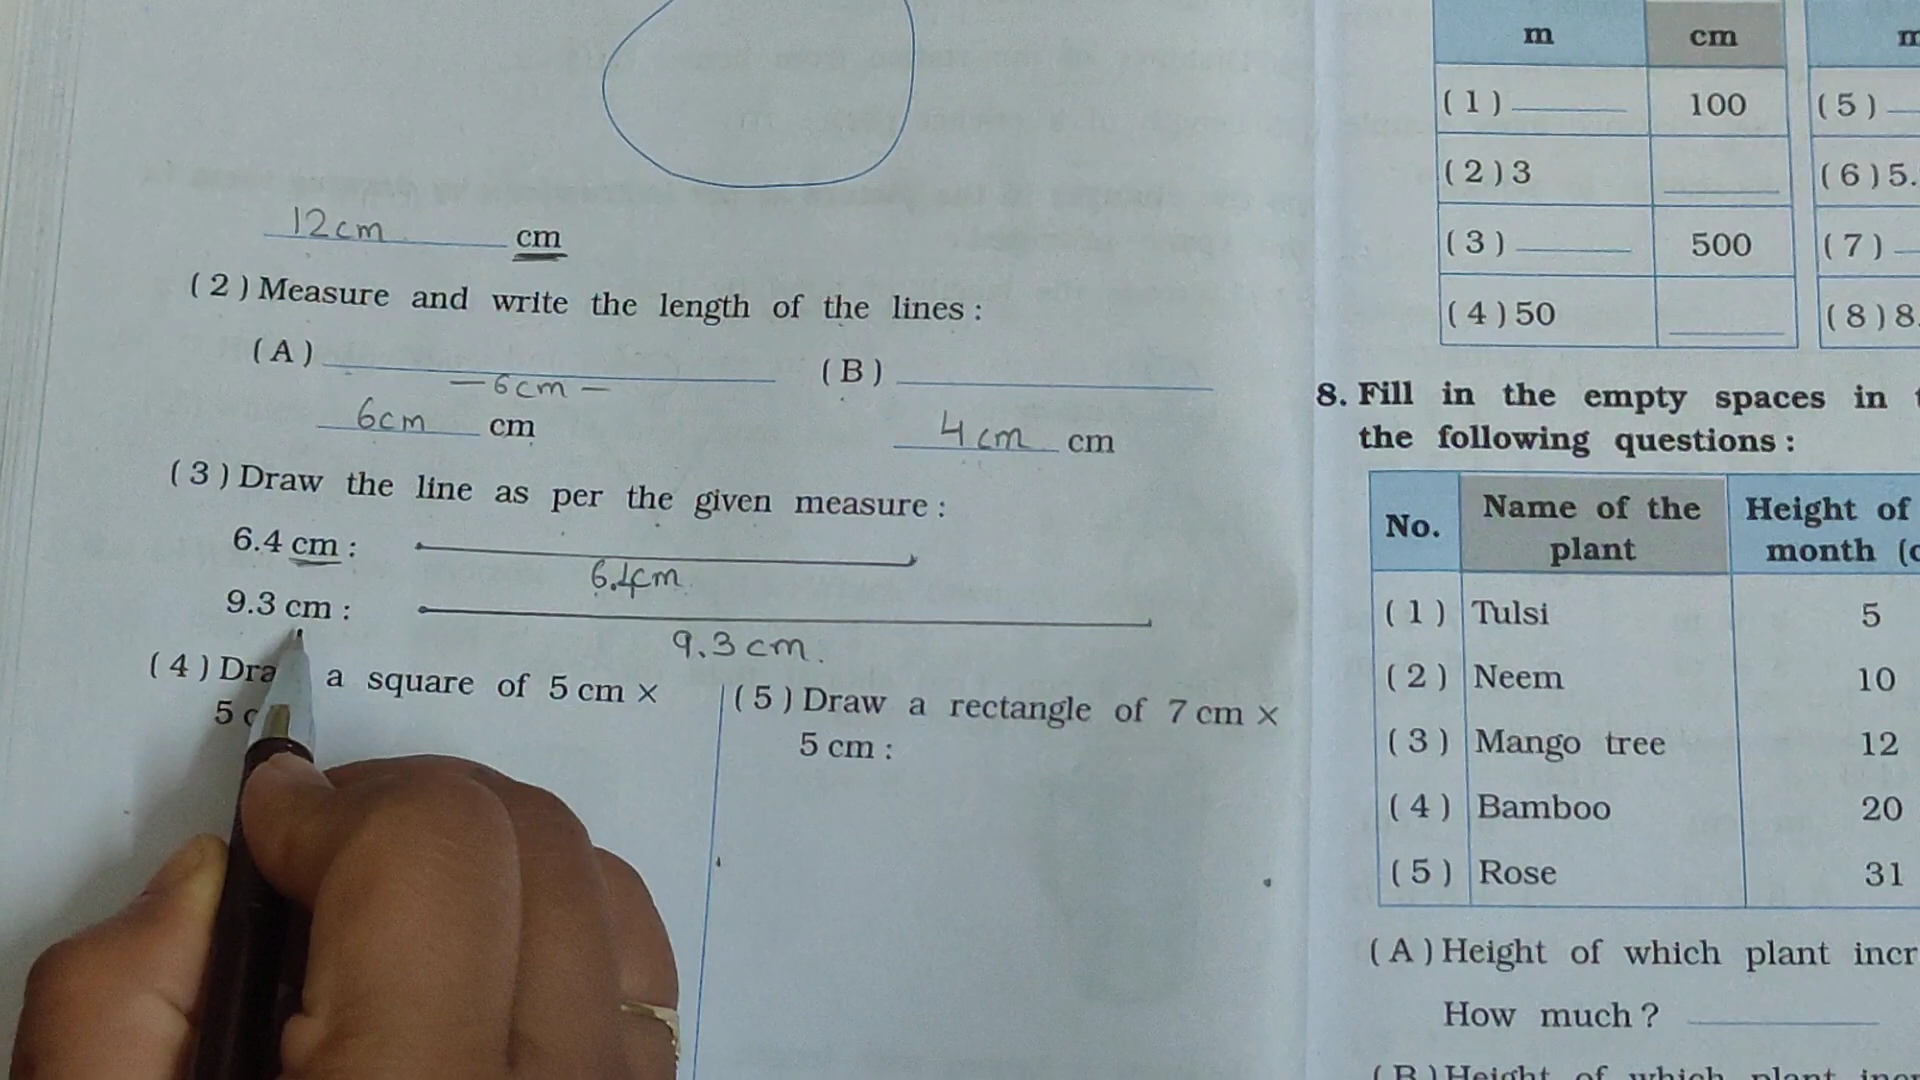 12cm cm
(2) Measure and write the length of the lines :
(A) (B)
— 6cm —
6cm cm 4cm cm
(3) Draw the line as per the given measure :
6.4 cm :
6.4cm
9.3 cm :
9.3cm.
(4) a square of 5 cm ×
5
(5) Draw a rectangle of 7 cm ×
5 cm :
m cm
(1) 100 (5)
(2) 3 (6) 5.
(3) 500 (7)
(4) 50 (8) 8
8. Fill in the empty spaces in
the following questions :
No. Name of the plant Height of month
(1) Tulsi 5
(2) Neem 10
(3) Mango tree 12
(4) Bamboo 20
(5) Rose 31
(A) Height of which plant incr
How much ?
(B) Height of which plant